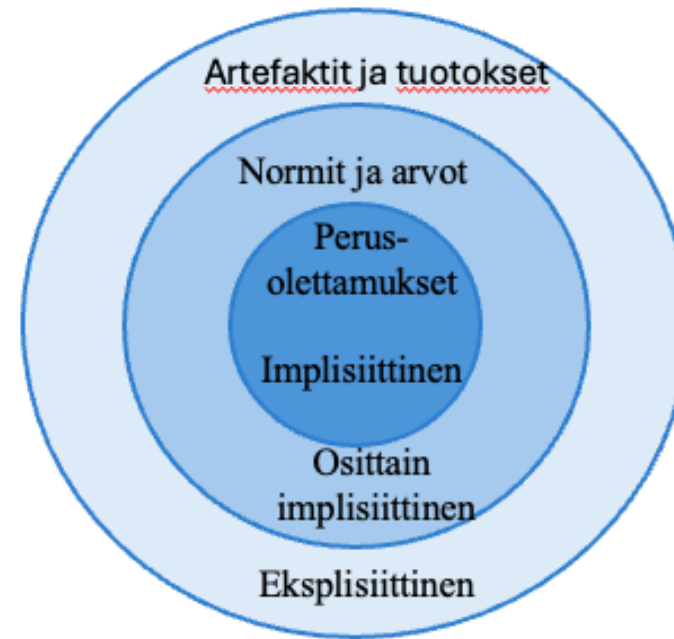 Artefaktit ja tuotokset
Normit ja arvot
Perus-
olettamukset
Implisiittinen
Osittain
implisiittinen
Eksplisiittinen